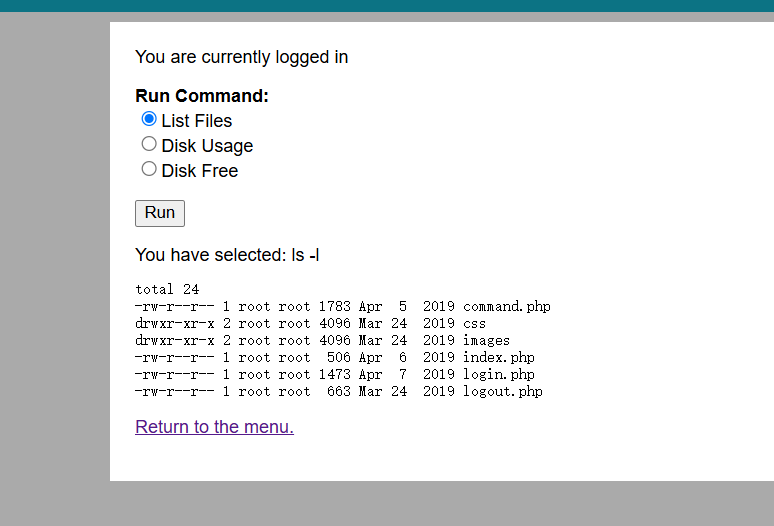 You are currently logged in
Run Command:
List Files
Disk Usage
Disk Free
Run
You have selected: ls -l
total 24
-rw-r--r-- 1 root root 1783 Apr  5  2019 command.php
drwxr-xr-x 2 root root 4096 Mar 24  2019 css
drwxr-xr-x 2 root root 4096 Mar 24  2019 images
-rw-r--r-- 1 root root  506 Apr  6  2019 index.php
-rw-r--r-- 1 root root 1473 Apr  7  2019 login.php
-rw-r--r-- 1 root root  663 Mar 24  2019 logout.php
Return to the menu.